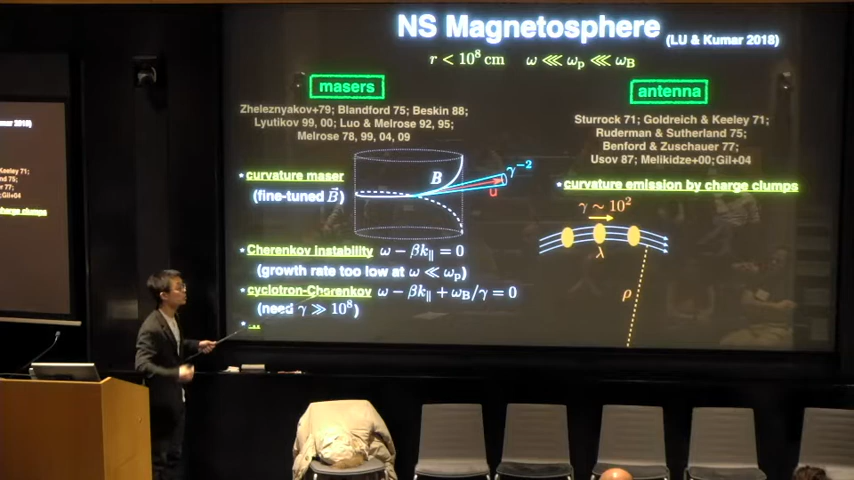 NS Magnetosphere (LU & Kumar 2018)
r < 10⁸ cm ω ⋘ ωₚ ⋘ ω_B
masers
Zheleznyakov+79; Blandford 75; Beskin 88;
Lyutikov 99, 00; Luo & Melrose 92, 95;
Melrose 78, 99, 04, 09
* curvature maser
(fine-tuned B⃗)
B
γ⁻²
* Cherenkov instability ω − βk∥ = 0
(growth rate too low at ω ≪ ωₚ)
* cyclotron-Cherenkov ω − βk∥ + ω_B/γ = 0
(need γ ≫ 10⁸)
* ...
antenna
Sturrock 71; Goldreich & Keeley 71;
Ruderman & Sutherland 75;
Benford & Zuschauer 77;
Usov 87; Melikidze+00; Gil+04
* curvature emission by charge clumps
γ ~ 10²
λ
ρ